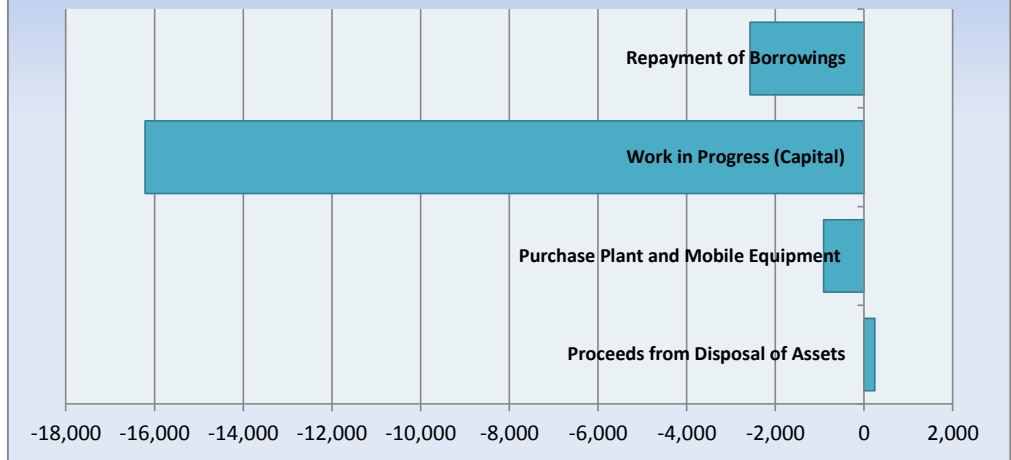 Repayment of Borrowings
Work in Progress (Capital)
Purchase Plant and Mobile Equipment
Proceeds from Disposal of Assets
-18,000 -16,000 -14,000 -12,000 -10,000 -8,000 -6,000 -4,000 -2,000 0 2,000